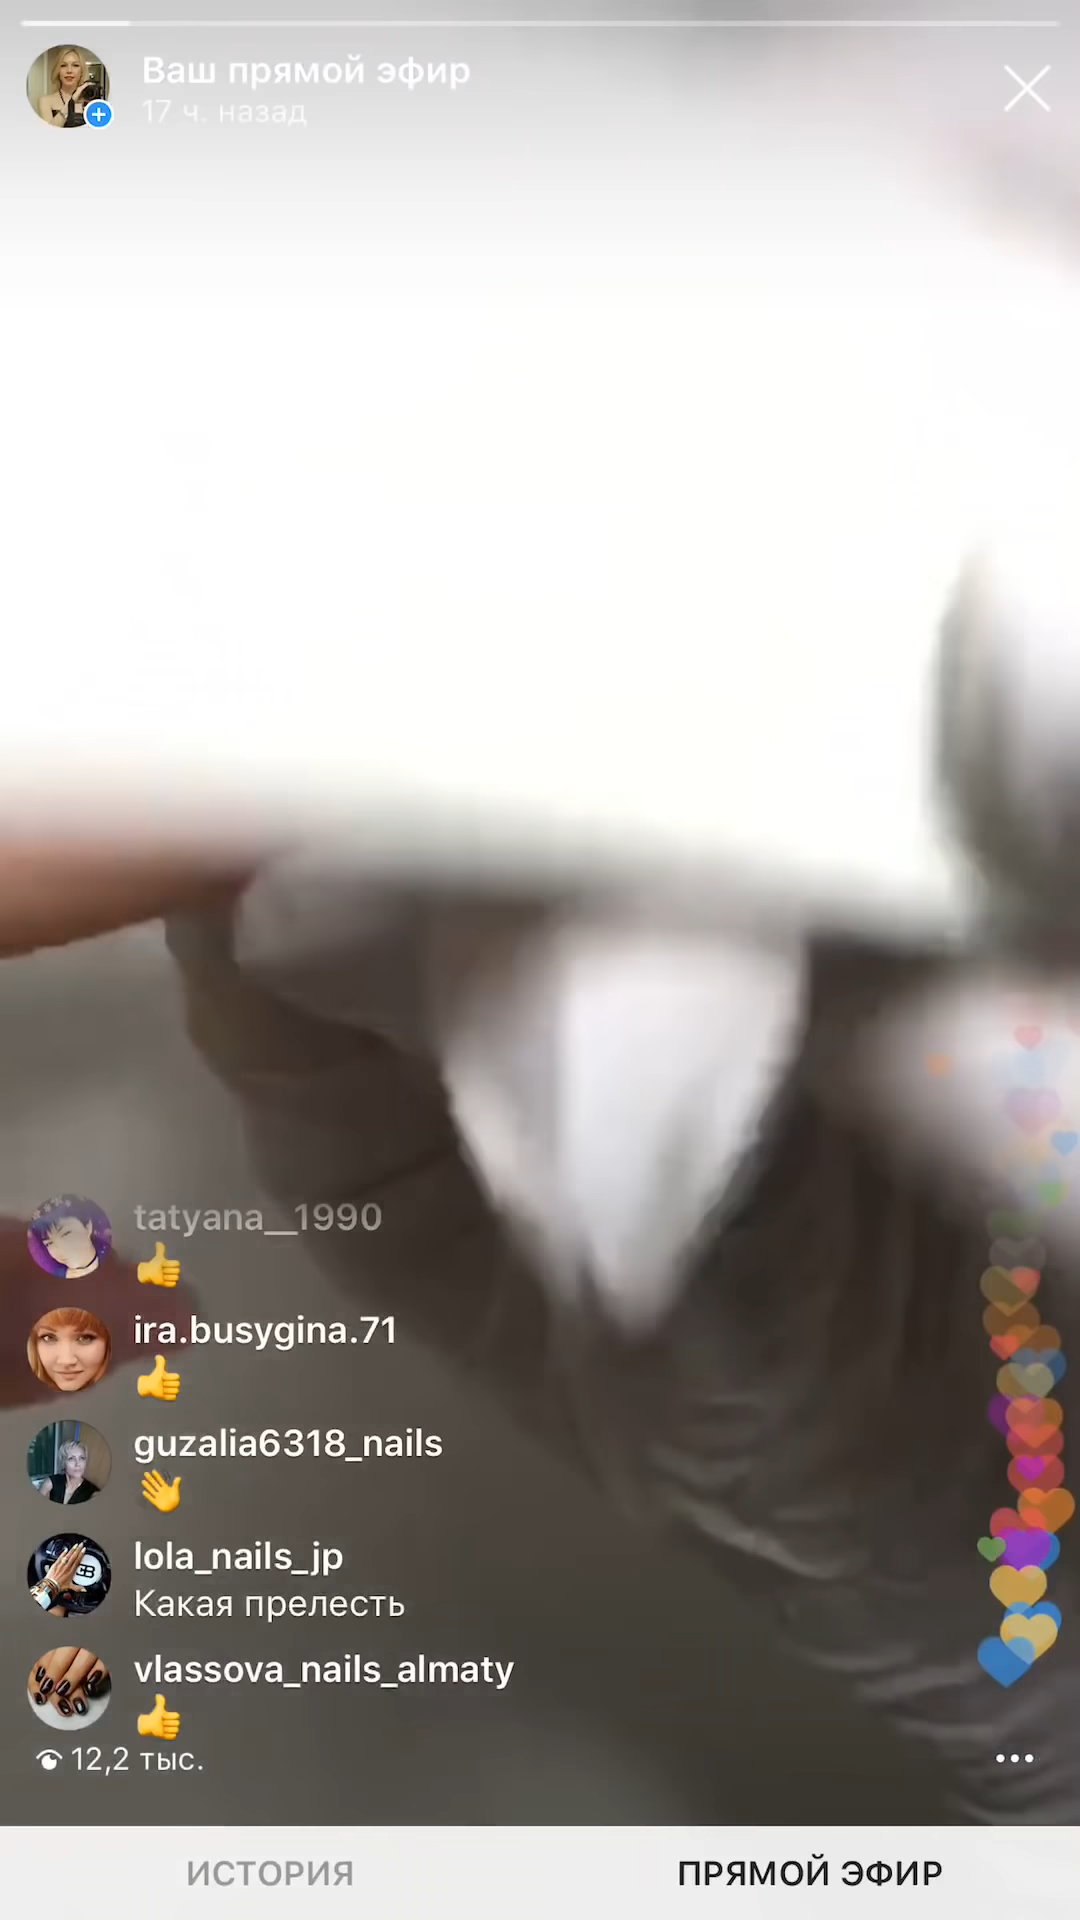 Ваш прямой эфир
17 ч. назад
tatyana__1990
👍
ira.busygina.71
👍
guzalia6318_nails
👋
lola_nails_jp
Какая прелесть
vlassova_nails_almaty
👍
12,2 тыс.
ИСТОРИЯ
ПРЯМОЙ ЭФИР